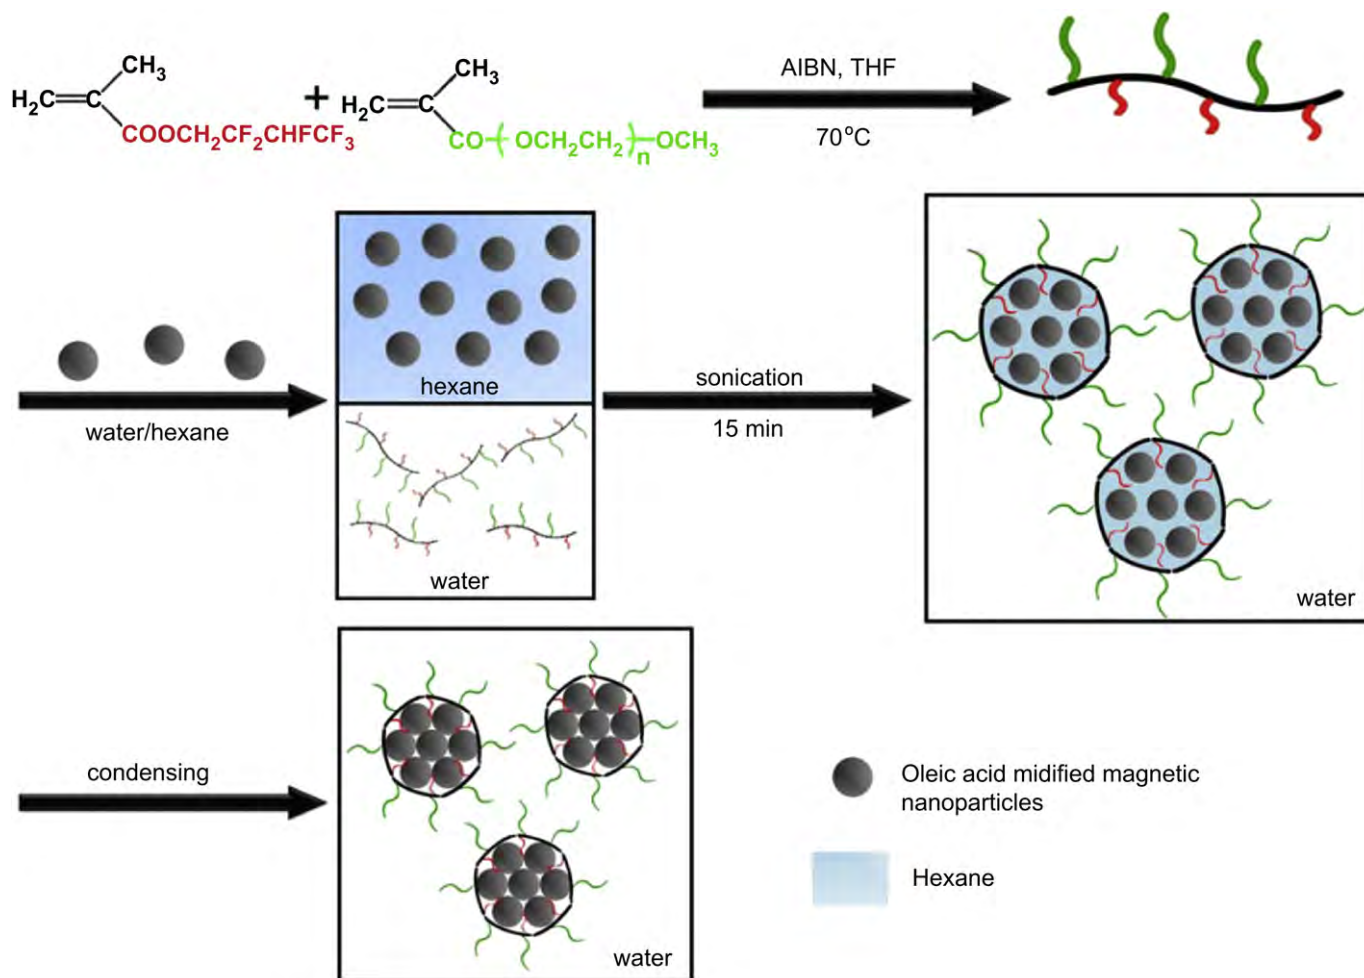 CH₃
H₂C
COOCH₂CF₂CHFCF₃
+
CH₃
H₂C
CO-( OCH₂CH₂)ₙ-OCH₃
AIBN, THF
70°C
water/hexane
hexane
water
sonication
15 min
water
condensing
water
Oleic acid midified magnetic
nanoparticles
Hexane